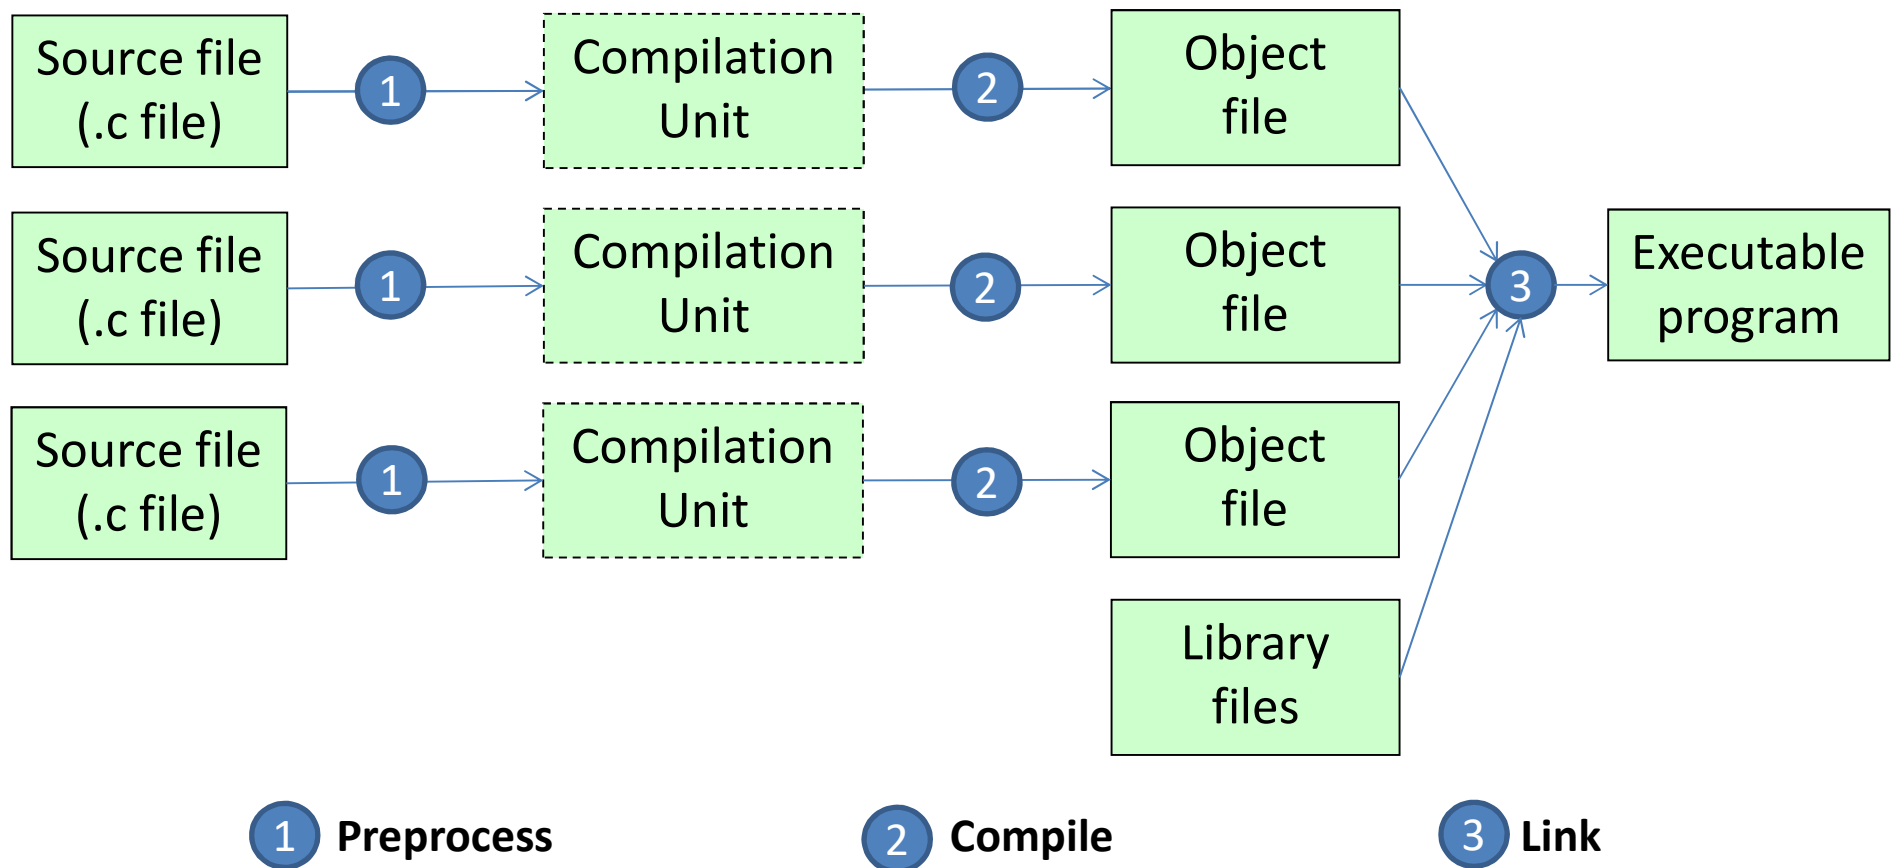 Source file
(.c file)
1
Compilation
Unit
2
Object
file
Source file
(.c file)
1
Compilation
Unit
2
Object
file
3
Executable
program
Source file
(.c file)
1
Compilation
Unit
2
Object
file
Library
files
1 Preprocess
2 Compile
3 Link